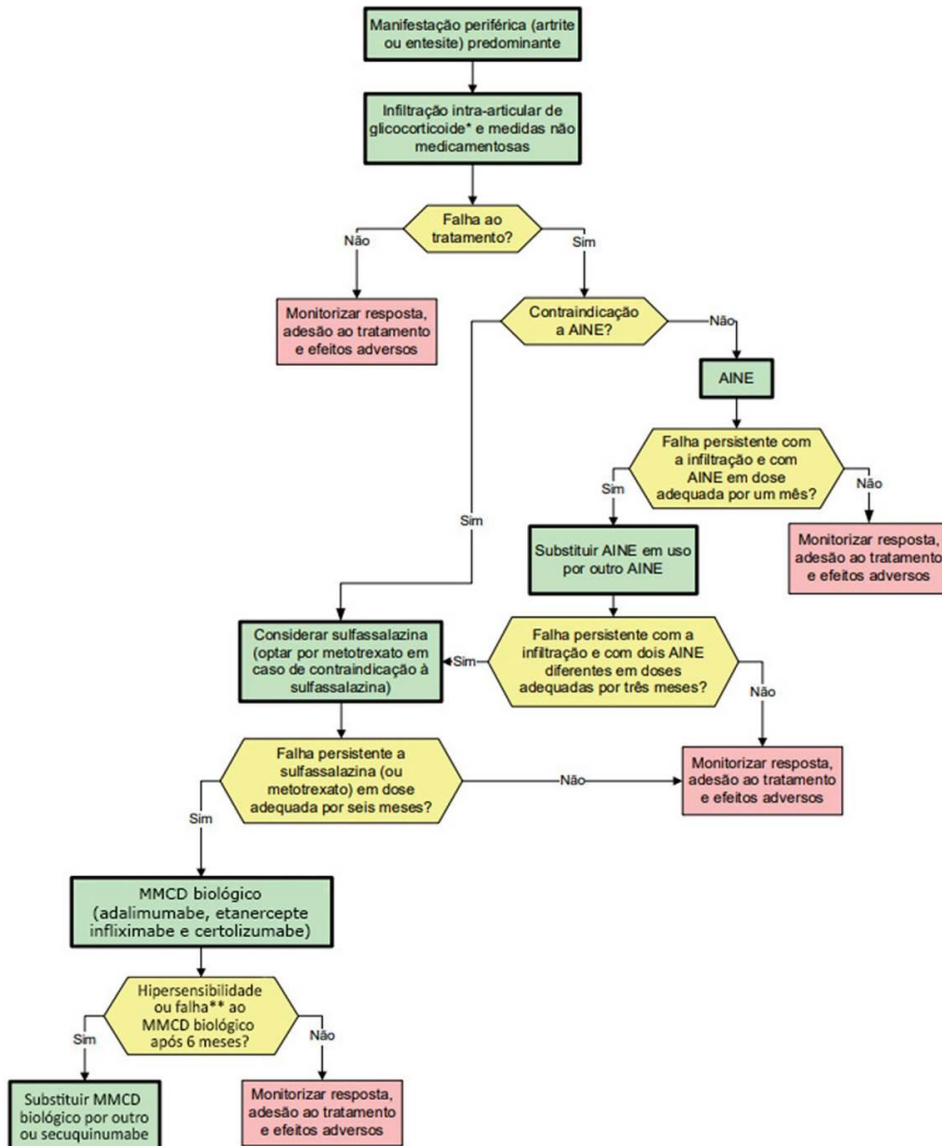 Manifestação periférica (artrite
ou entesite) predominante
Infiltração intra-articular de
glicocorticoide* e medidas não
medicamentosas
Falha ao
tratamento?
Não
Sim
Monitorizar resposta,
adesão ao tratamento
e efeitos adversos
Contraindicação
a AINE?
Não
Sim
AINE
Falha persistente com
a infiltração e com
AINE em dose
adequada por um mês?
Sim
Não
Substituir AINE em uso
por outro AINE
Monitorizar resposta,
adesão ao tratamento
e efeitos adversos
Considerar sulfassalazina
(optar por metotrexato em
caso de contraindicação à
sulfassalazina)
Sim
Falha persistente com a
infiltração e com dois AINE
diferentes em doses
adequadas por três meses?
Não
Falha persistente a
sulfassalazina (ou
metotrexato) em dose
adequada por seis meses?
Não
Sim
Monitorizar resposta,
adesão ao tratamento
e efeitos adversos
MMCD biológico
(adalimumabe, etanercepte
infliximabe e certolizumabe)
Hipersensibilidade
ou falha** ao
MMCD biológico
após 6 meses?
Sim
Não
Substituir MMCD
biológico por outro
ou secuquinumabe
Monitorizar resposta,
adesão ao tratamento
e efeitos adversos